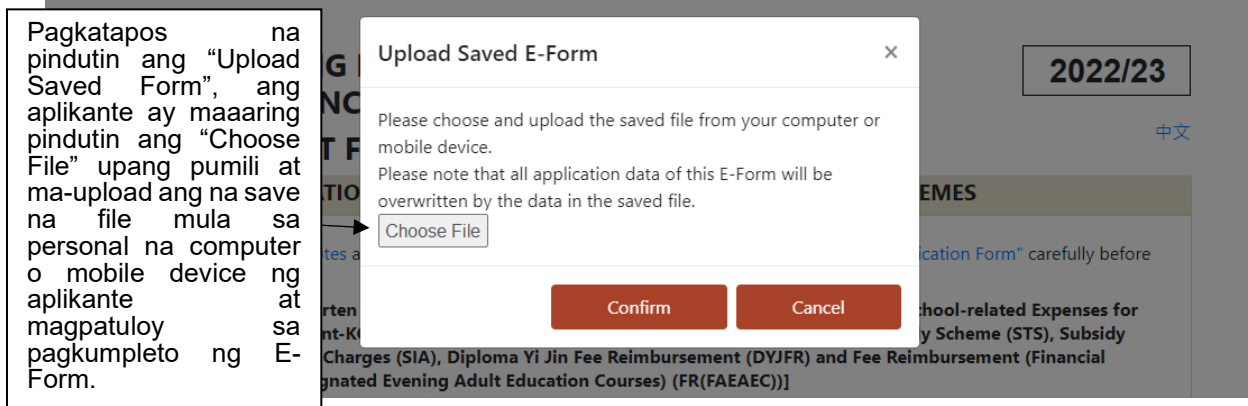 Pagkatapos na
pindutin ang “Upload
Saved Form”, ang
aplikante ay maaaring
pindutin ang “Choose
File” upang pumili at
ma-upload ang na save
na file mula sa
personal na computer
o mobile device ng
aplikante at
magpatuloy sa
pagkumpleto ng E-
Form.
Upload Saved E-Form ×
Please choose and upload the saved file from your computer or
mobile device.
Please note that all application data of this E-Form will be
overwritten by the data in the saved file.
Choose File
Confirm Cancel
2022/23
中文
EMES
ication Form" carefully before
hool-related Expenses for
y Scheme (STS), Subsidy
Charges (SIA), Diploma Yi Jin Fee Reimbursement (DYJFR) and Fee Reimbursement (Financial
gnated Evening Adult Education Courses) (FR(FAEAEC))]